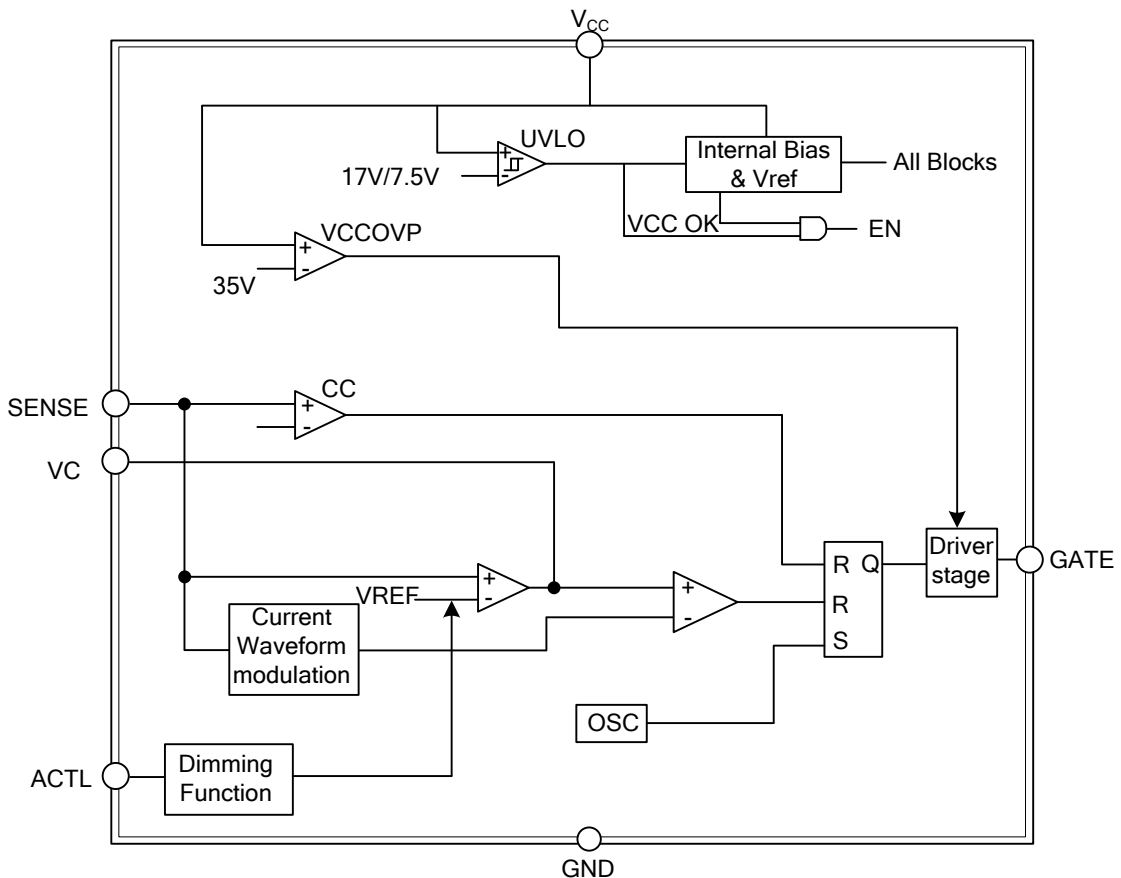 VCC
UVLO
+
-
17V/7.5V
Internal Bias
& Vref
All Blocks
VCC OK
EN
VCCOVP
+
-
35V
SENSE
CC
+
-
VC
VREF
+
-
Current
Waveform
modulation
+
-
R Q
R
S
Driver
stage
GATE
OSC
ACTL
Dimming
Function
GND